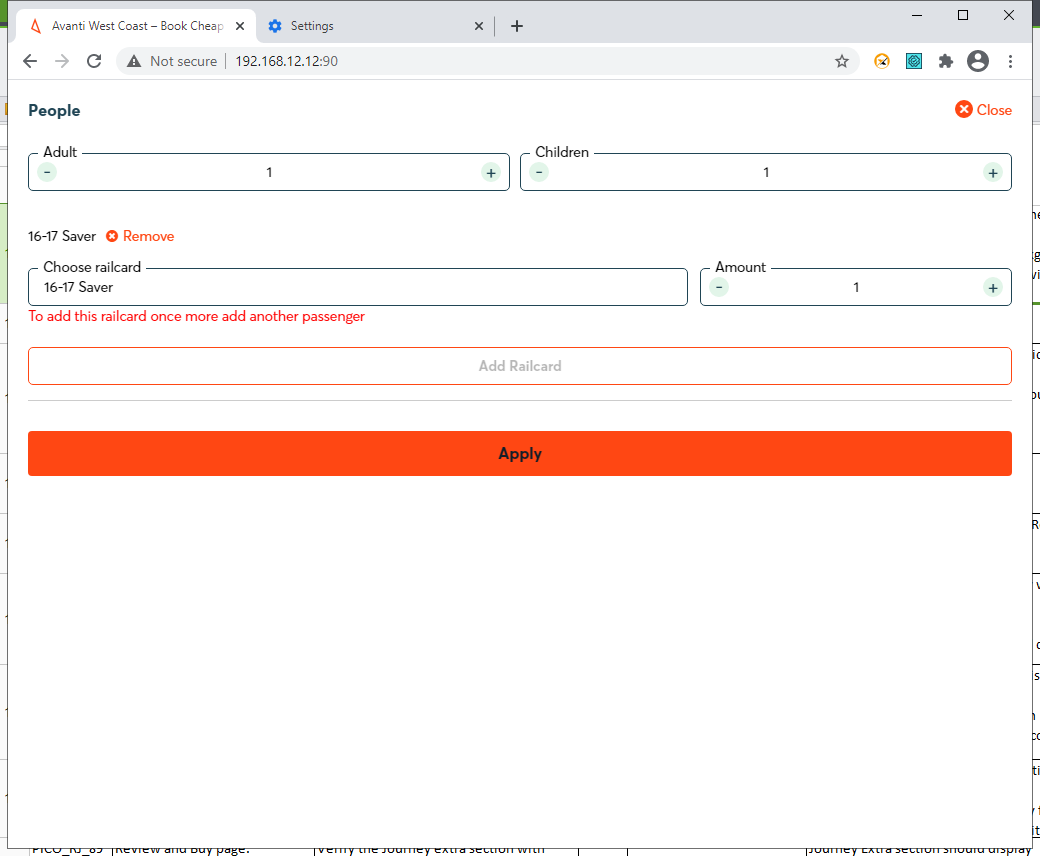 Avanti West Coast – Book Cheap
Settings
Not secure
192.168.12.12:90
People
Close
Adult
- 1 +
Children
- 1 +
16-17 Saver Remove
Choose railcard
16-17 Saver
Amount
- 1 +
To add this railcard once more add another passenger
Add Railcard
Apply
PICO_RJ_89 Review and Buy page. Verify the Journey extra section with Journey Extra section should display